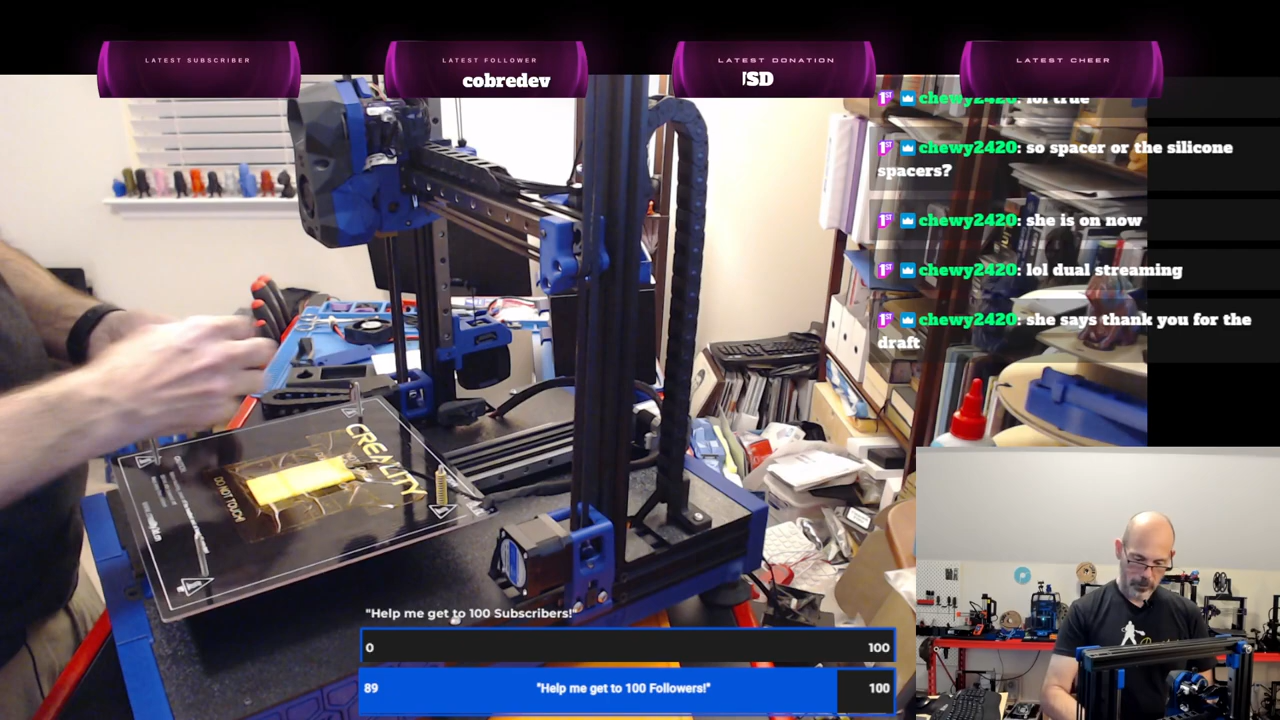 LATEST SUBSCRIBER
LATEST FOLLOWER
cobredev
LATEST DONATION
LATEST CHEER
chewy2420: lol true
chewy2420: so spacer or the silicone
spacers?
chewy2420: she is on now
chewy2420: lol dual streaming
chewy2420: she says thank you for the
draft
CREALITY
DO NOT TOUCH!
"Help me get to 100 Subscribers!"
0
100
89
"Help me get to 100 Followers!"
100